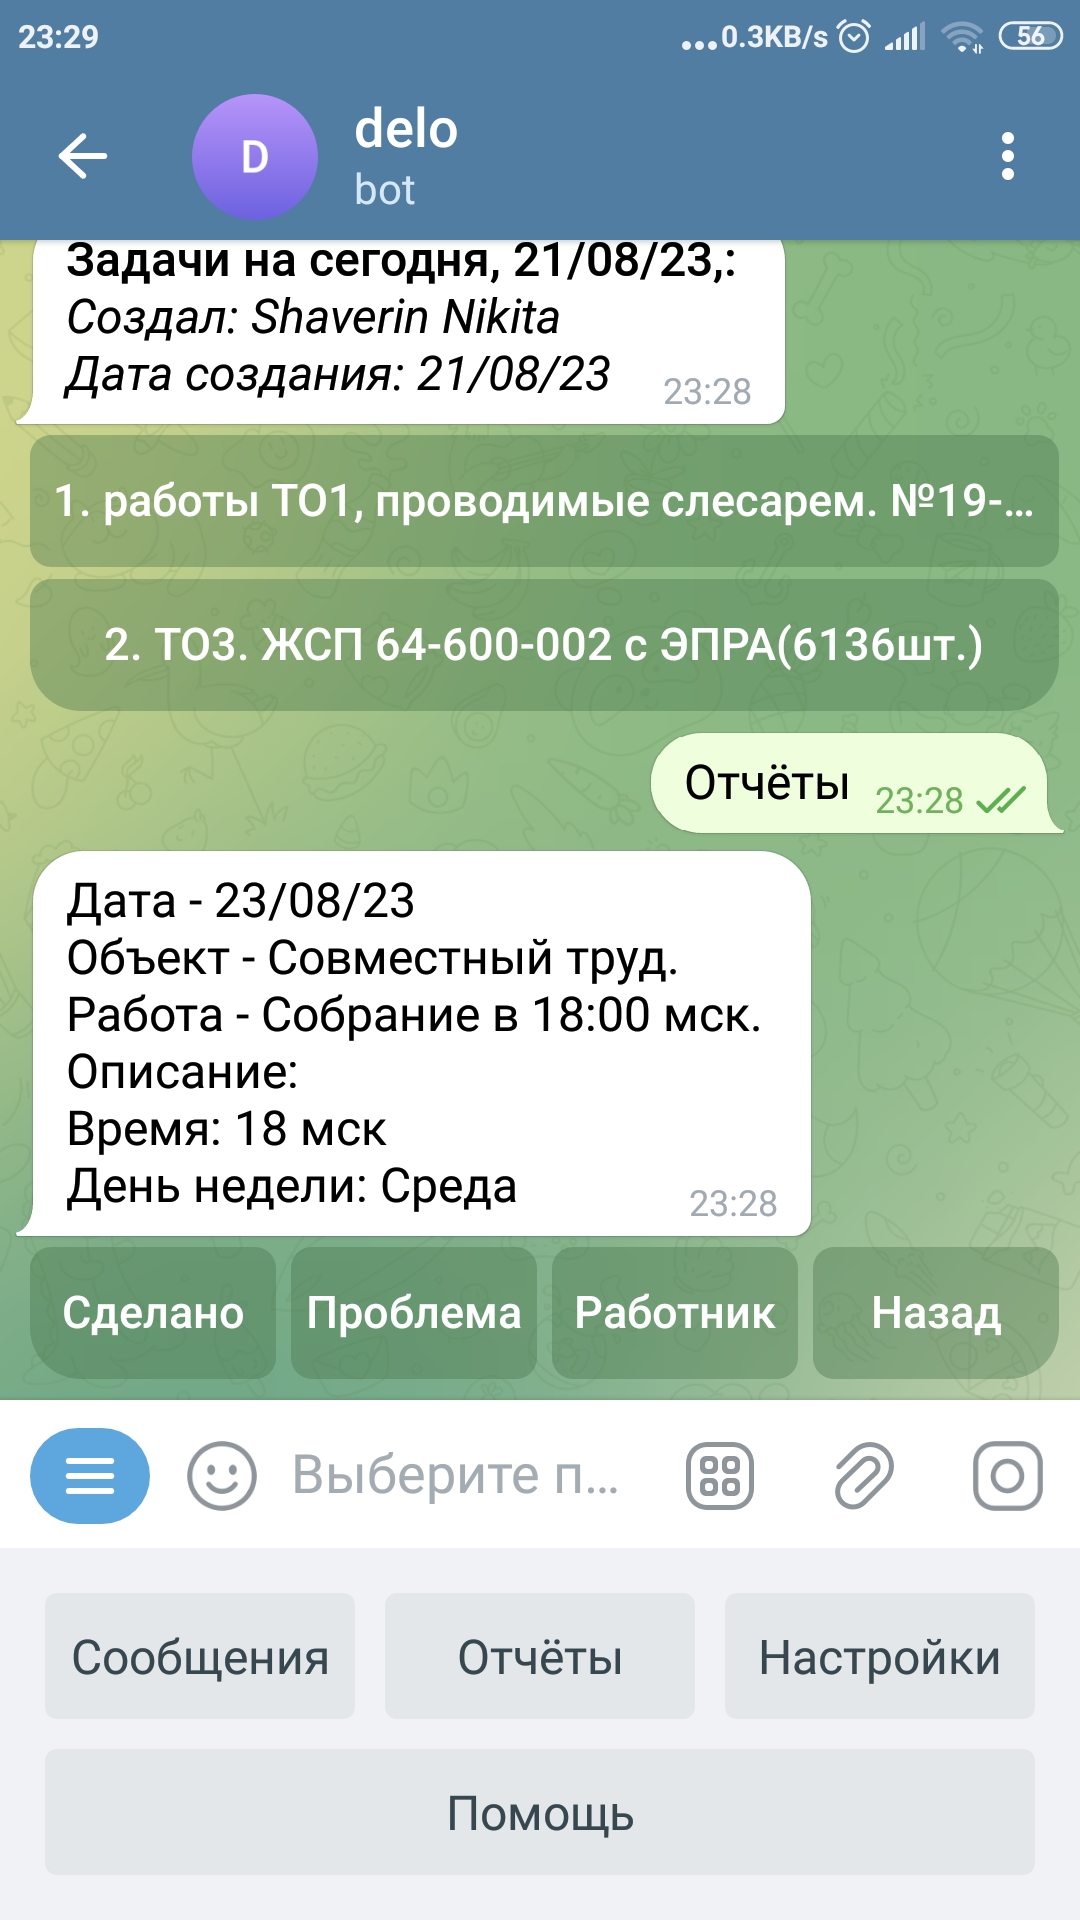 23:29
...0.3KB/s
56
D
delo
bot
Задачи на сегодня, 21/08/23,:
Создал: Shaverin Nikita
Дата создания: 21/08/23
23:28
1. работы ТО1, проводимые слесарем. №19-...
2. ТО3. ЖСП 64-600-002 с ЭПРА(6136шт.)
Отчёты 23:28
Дата - 23/08/23
Объект - Совместный труд.
Работа - Собрание в 18:00 мск.
Описание:
Время: 18 мск
День недели: Среда
23:28
Сделано Проблема Работник Назад
Выберите п...
Сообщения Отчёты Настройки
Помощь